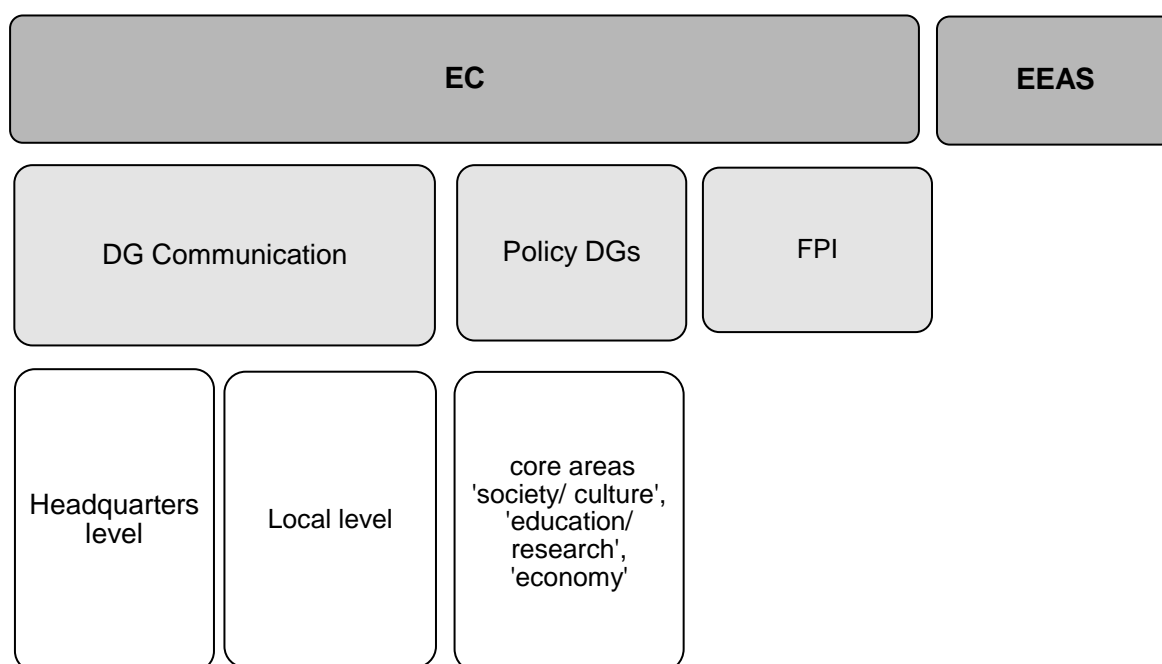 EC
EEAS
DG Communication
Policy DGs
FPI
Headquarters
level
Local level
core areas
'society/ culture',
'education/
research',
'economy'